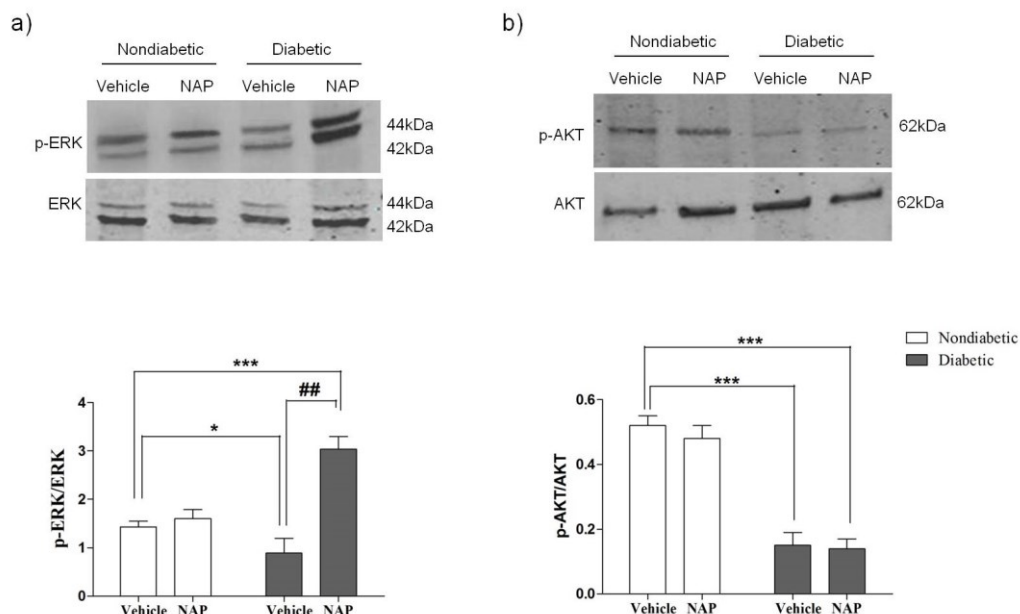 a)
Nondiabetic Diabetic
Vehicle NAP Vehicle NAP
p-ERK
44kDa
42kDa
ERK
44kDa
42kDa
b)
Nondiabetic Diabetic
Vehicle NAP Vehicle NAP
p-AKT
62kDa
AKT
62kDa
***
##
*
p-ERK/ERK
4
3
2
1
0
Vehicle NAP Vehicle NAP
Nondiabetic
Diabetic
***
***
p-AKT/AKT
0.6
0.4
0.2
0.0
Vehicle NAP Vehicle NAP